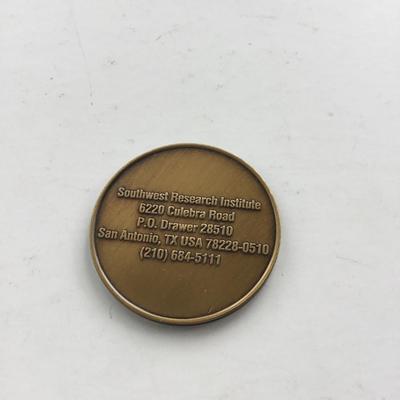 Southwest Research Institute
6220 Culebra Road
P.O. Drawer 28510
San Antonio, TX USA 78228-0510
(210) 684-5111